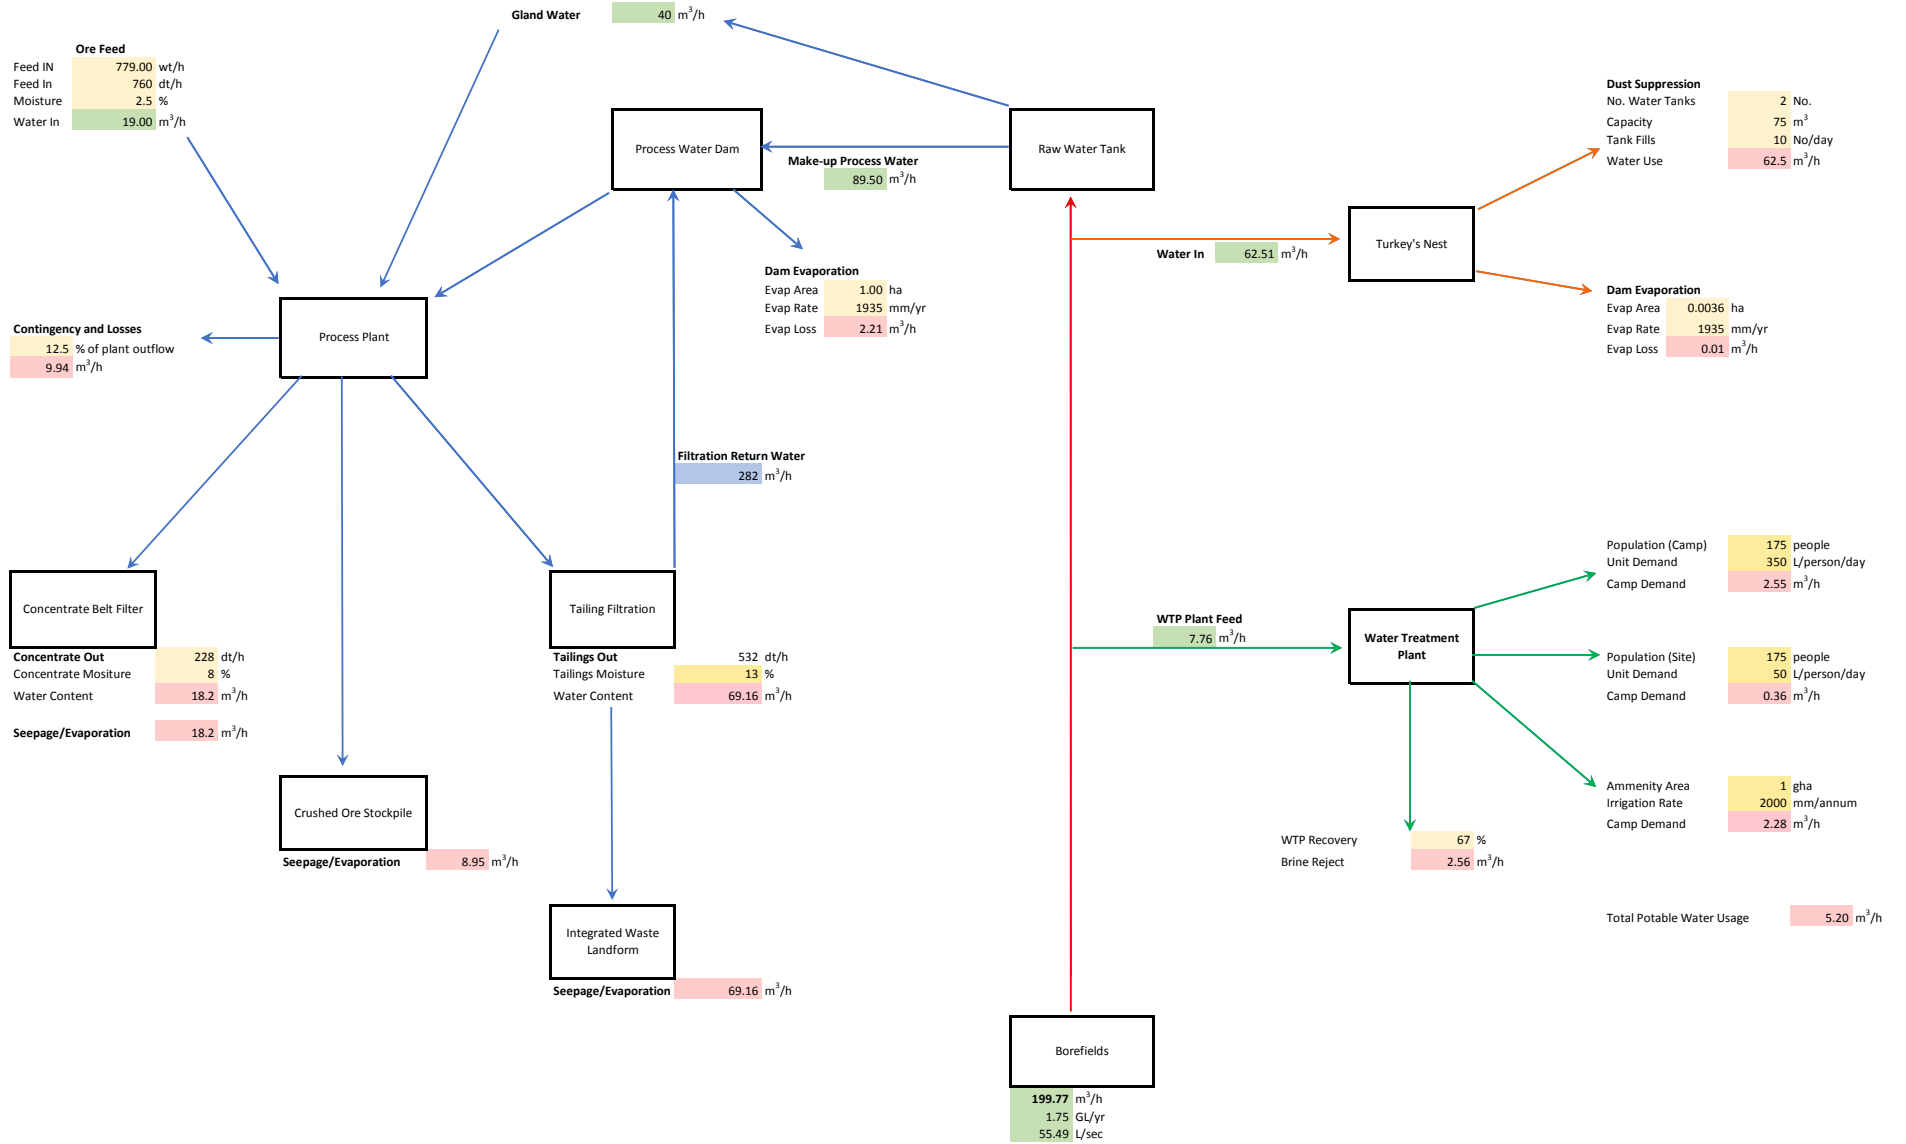 Gland Water 40 m³/h
Ore Feed
Feed IN 779.00 wt/h
Feed In 760 dt/h
Moisture 2.5 %
Water In 19.00 m³/h
Process Water Dam
Make-up Process Water
89.50 m³/h
Raw Water Tank
Dust Suppression
No. Water Tanks 2 No.
Capacity 75 m³
Tank Fills 10 No/day
Water Use 62.5 m³/h
Water In 62.51 m³/h
Turkey's Nest
Dam Evaporation
Evap Area 1.00 ha
Evap Rate 1935 mm/yr
Evap Loss 2.21 m³/h
Dam Evaporation
Evap Area 0.0036 ha
Evap Rate 1935 mm/yr
Evap Loss 0.01 m³/h
Contingency and Losses
12.5 % of plant outflow
9.94 m³/h
Process Plant
Filtration Return Water
282 m³/h
Concentrate Belt Filter
Concentrate Out 228 dt/h
Concentrate Mositure 8 %
Water Content 18.2 m³/h
Seepage/Evaporation 18.2 m³/h
Tailing Filtration
Tailings Out 532 dt/h
Tailings Moisture 13 %
Water Content 69.16 m³/h
Crushed Ore Stockpile
Seepage/Evaporation 8.95 m³/h
Integrated Waste
Landform
Seepage/Evaporation 69.16 m³/h
WTP Plant Feed
7.76 m³/h
Water Treatment
Plant
Population (Camp) 175 people
Unit Demand 350 L/person/day
Camp Demand 2.55 m³/h
Population (Site) 175 people
Unit Demand 50 L/person/day
Camp Demand 0.36 m³/h
Ammenity Area 1 gha
Irrigation Rate 2000 mm/annum
Camp Demand 2.28 m³/h
WTP Recovery 67 %
Brine Reject 2.56 m³/h
Total Potable Water Usage 5.20 m³/h
Borefields
199.77 m³/h
1.75 GL/yr
55.49 L/sec